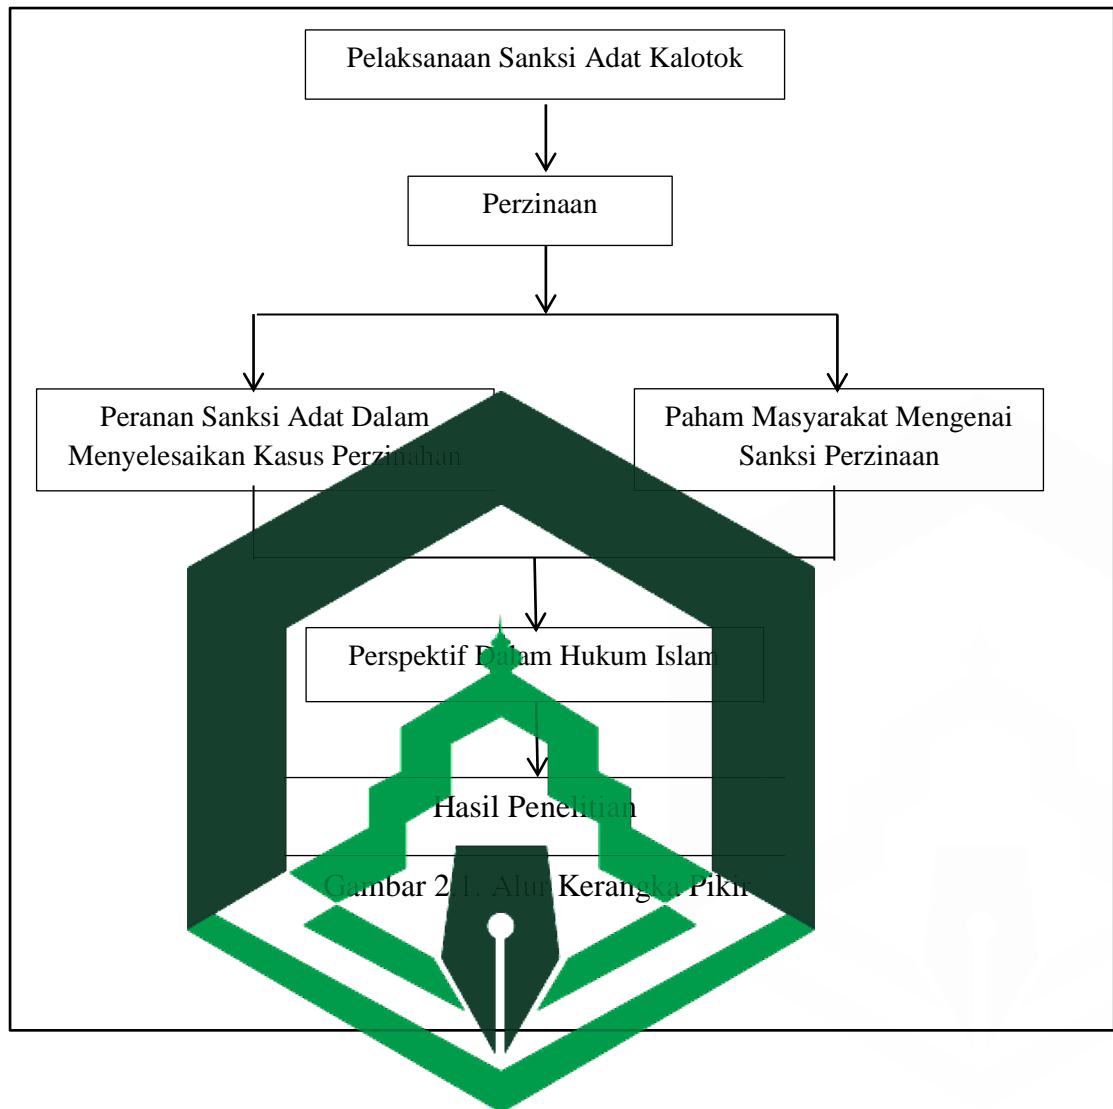 Pelaksanaan Sanksi Adat Kalotok
Perzinaan
Peranan Sanksi Adat Dalam
Menyelesaikan Kasus Perzinahan
Paham Masyarakat Mengenai
Sanksi Perzinaan
Perspektif Dalam Hukum Islam
Hasil Penelitian
Gambar 2.1. Alur Kerangka Pikir